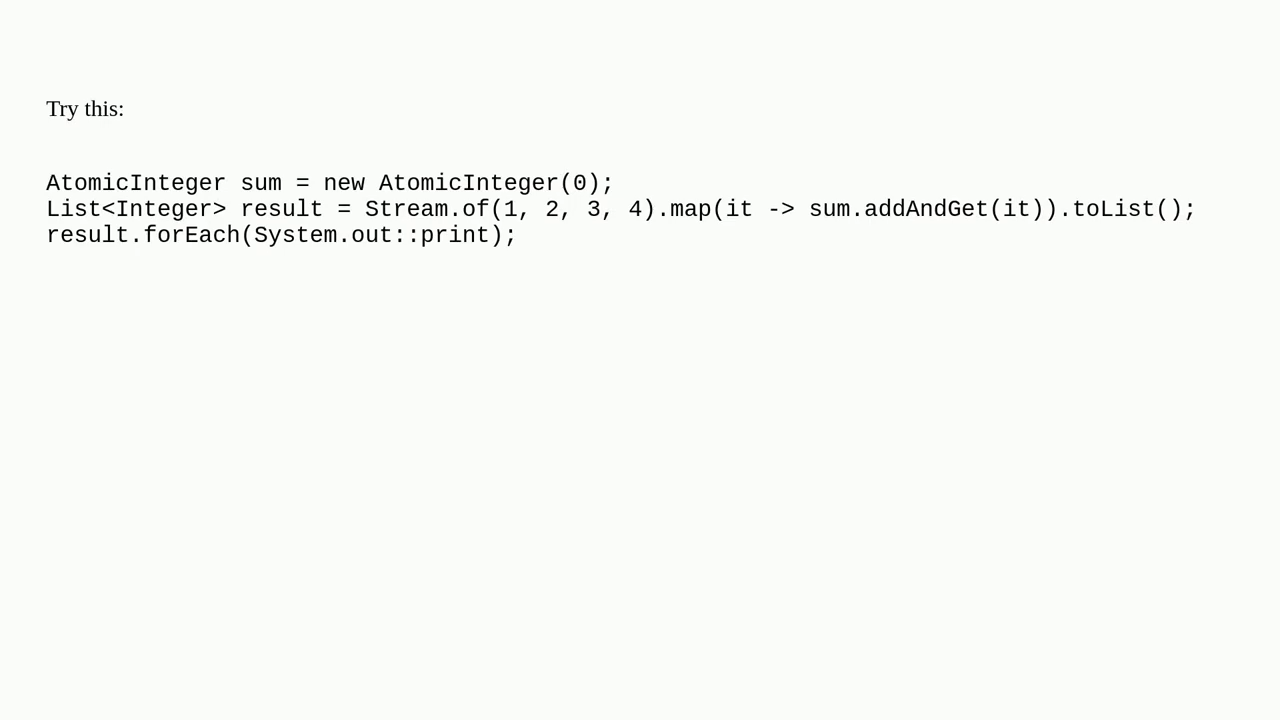 Try this:
AtomicInteger sum = new AtomicInteger(0);
List<Integer> result = Stream.of(1, 2, 3, 4).map(it -> sum.addAndGet(it)).toList();
result.forEach(System.out::print);